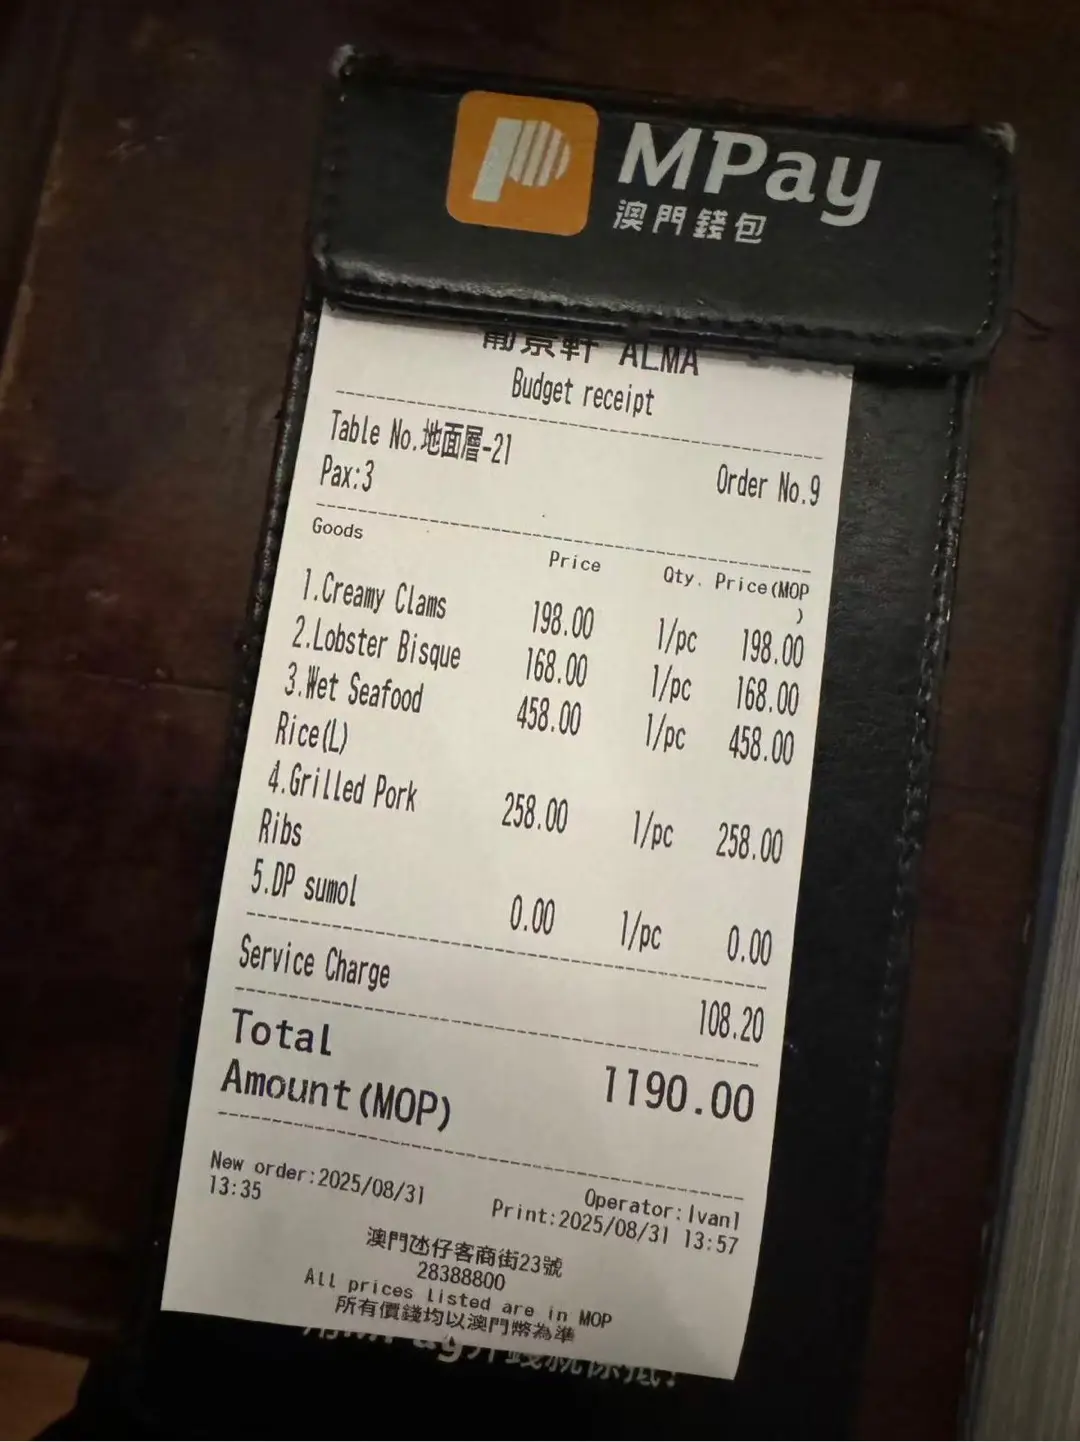 MPay
澳門錢包
葡景軒 ALMA
Budget receipt
Table No.地面層-21
Order No.9
Pax:3
Goods Price Qty. Price(MOP
)
1.Creamy Clams 198.00 1/pc 198.00
2.Lobster Bisque 168.00 1/pc 168.00
3.Wet Seafood 458.00 1/pc 458.00
Rice(L)
4.Grilled Pork 258.00 1/pc 258.00
Ribs
5.DP sumol 0.00 1/pc 0.00
Service Charge 108.20
Total
Amount(MOP) 1190.00
Operator:Ivan1
New order:2025/08/31
13:35
Print:2025/08/31 13:57
澳門氹仔客商街23號
28388800
All prices listed are in MOP
所有價錢均以澳門幣為準